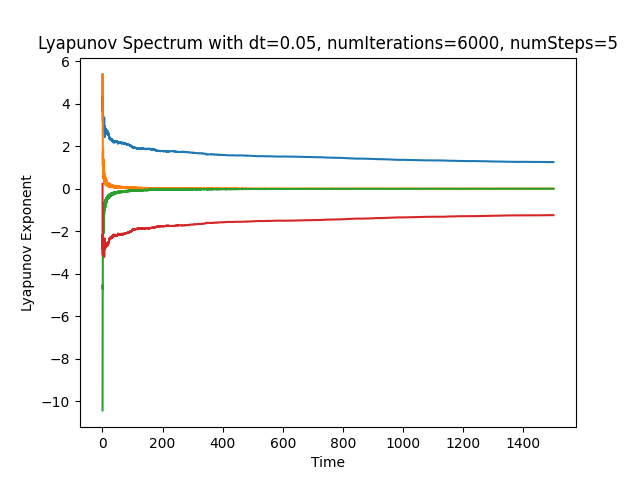 Lyapunov Spectrum with dt=0.05, numIterations=6000, numSteps=5
6
4
2
0
−2
−4
−6
−8
−10
Lyapunov Exponent
0 200 400 600 800 1000 1200 1400
Time